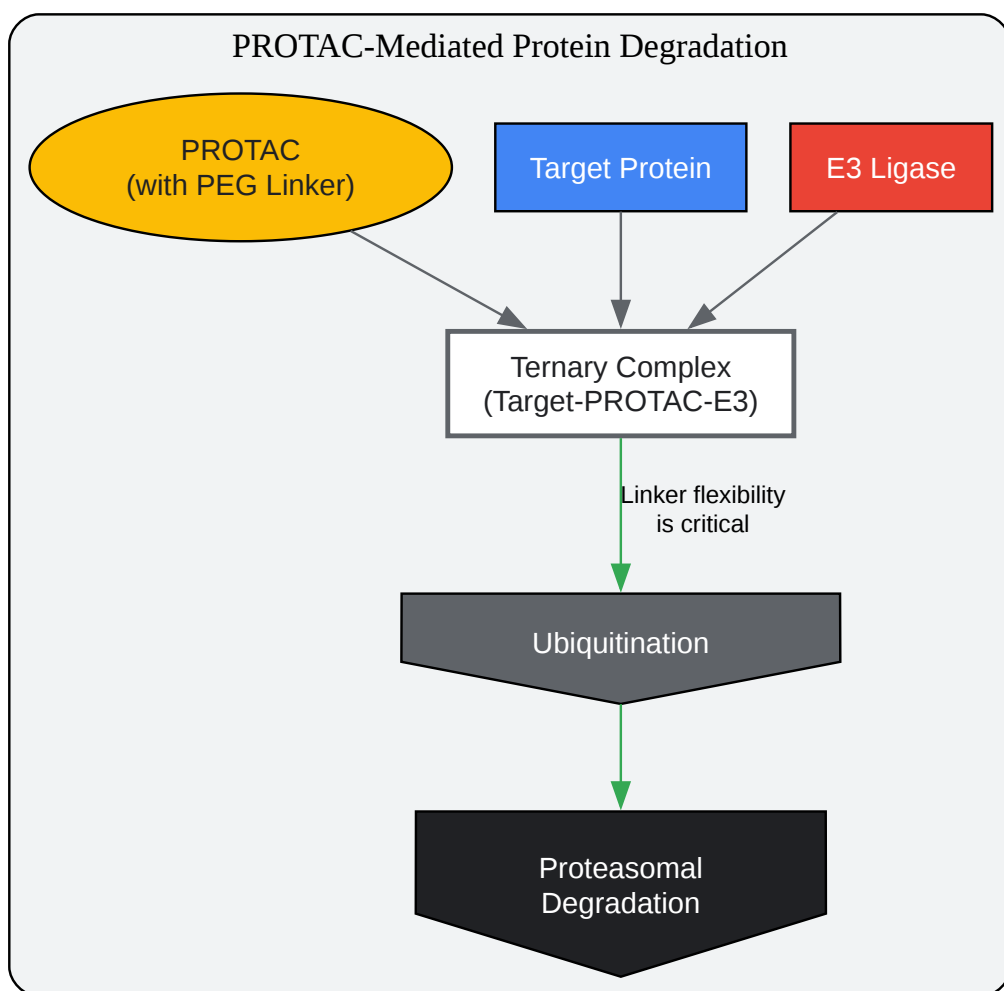 PROTAC-Mediated Protein Degradation
PROTAC
(with PEG Linker)
Target Protein
E3 Ligase
Ternary Complex
(Target-PROTAC-E3)
Linker flexibility
is critical
Ubiquitination
Proteasomal
Degradation